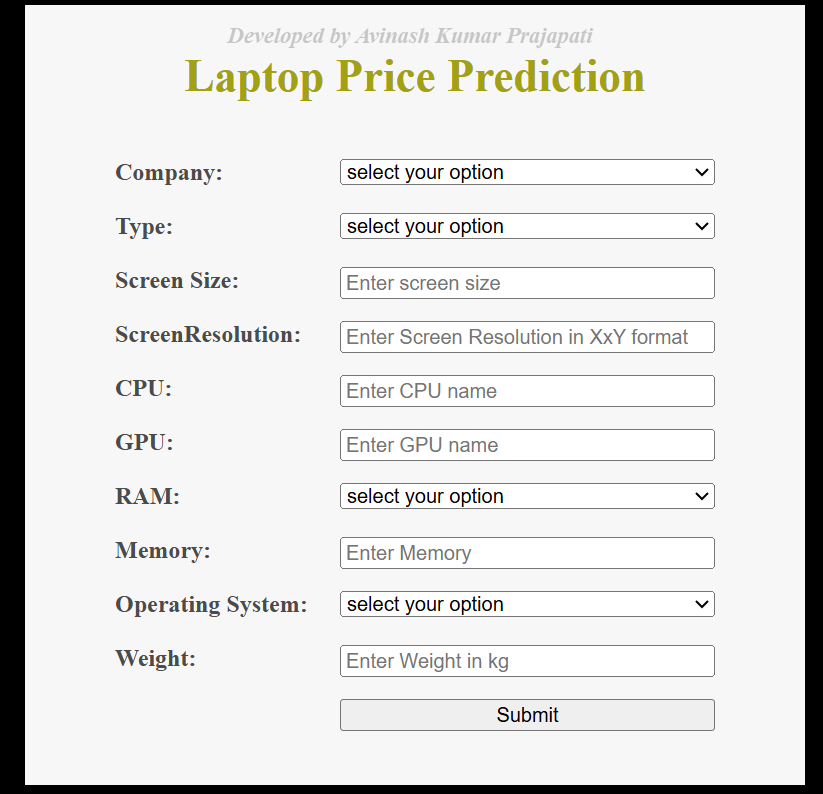 Developed by Avinash Kumar Prajapati
Laptop Price Prediction
Company: select your option
Type: select your option
Screen Size: Enter screen size
ScreenResolution: Enter Screen Resolution in XxY format
CPU: Enter CPU name
GPU: Enter GPU name
RAM: select your option
Memory: Enter Memory
Operating System: select your option
Weight: Enter Weight in kg
Submit